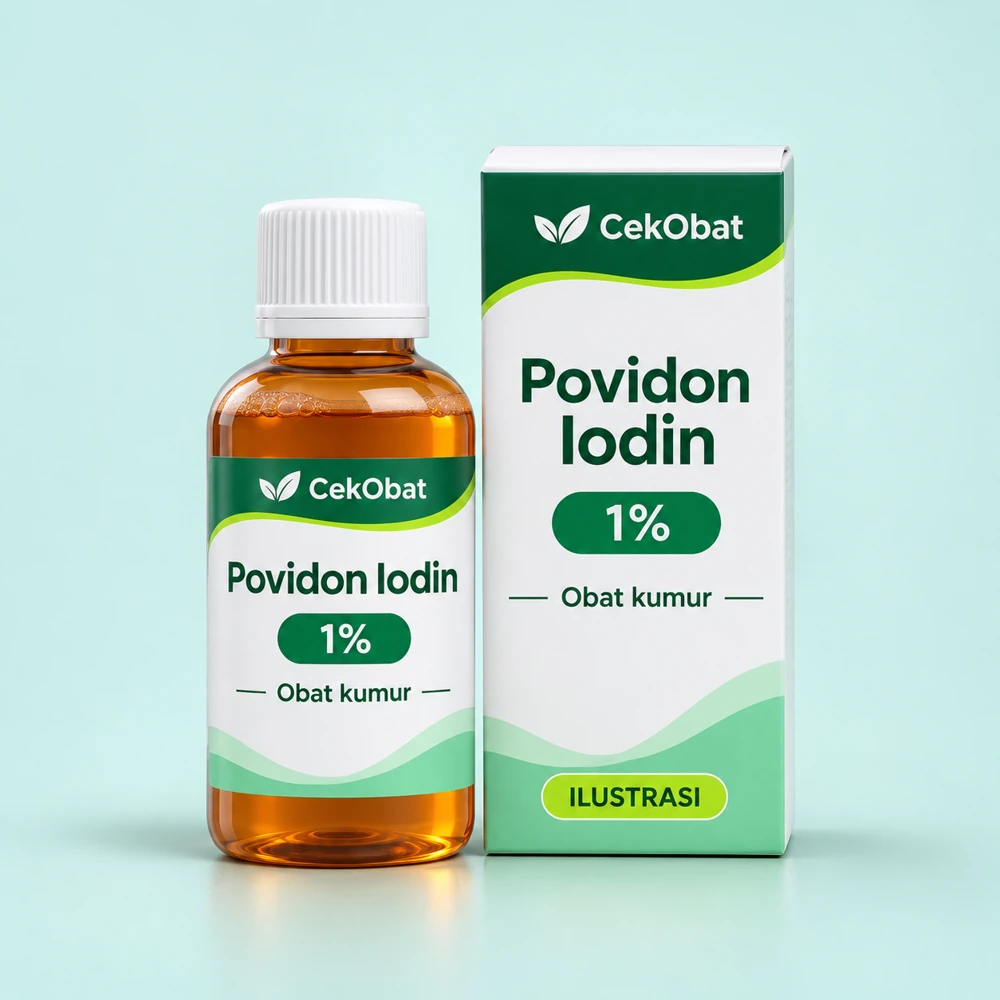 CekObat
Povidon Iodin
1%
Obat kumur
CekObat
Povidon
Iodin
1%
Obat kumur
ILUSTRASI